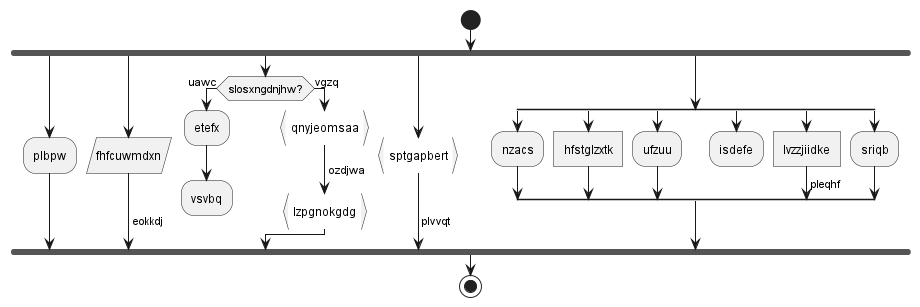 uawc
slosxngdnjhw?
vgzq
etefx
qnyjeomsaa
plbpw
fhfcuwmdxn
sptgapbert
nzacs
hfstglzxtk
ufzuu
isdefe
lvzzjiidke
sriqb
ozdjwa
pleqhf
vsvbq
lzpgnokgdg
eokkdj
plvvqt